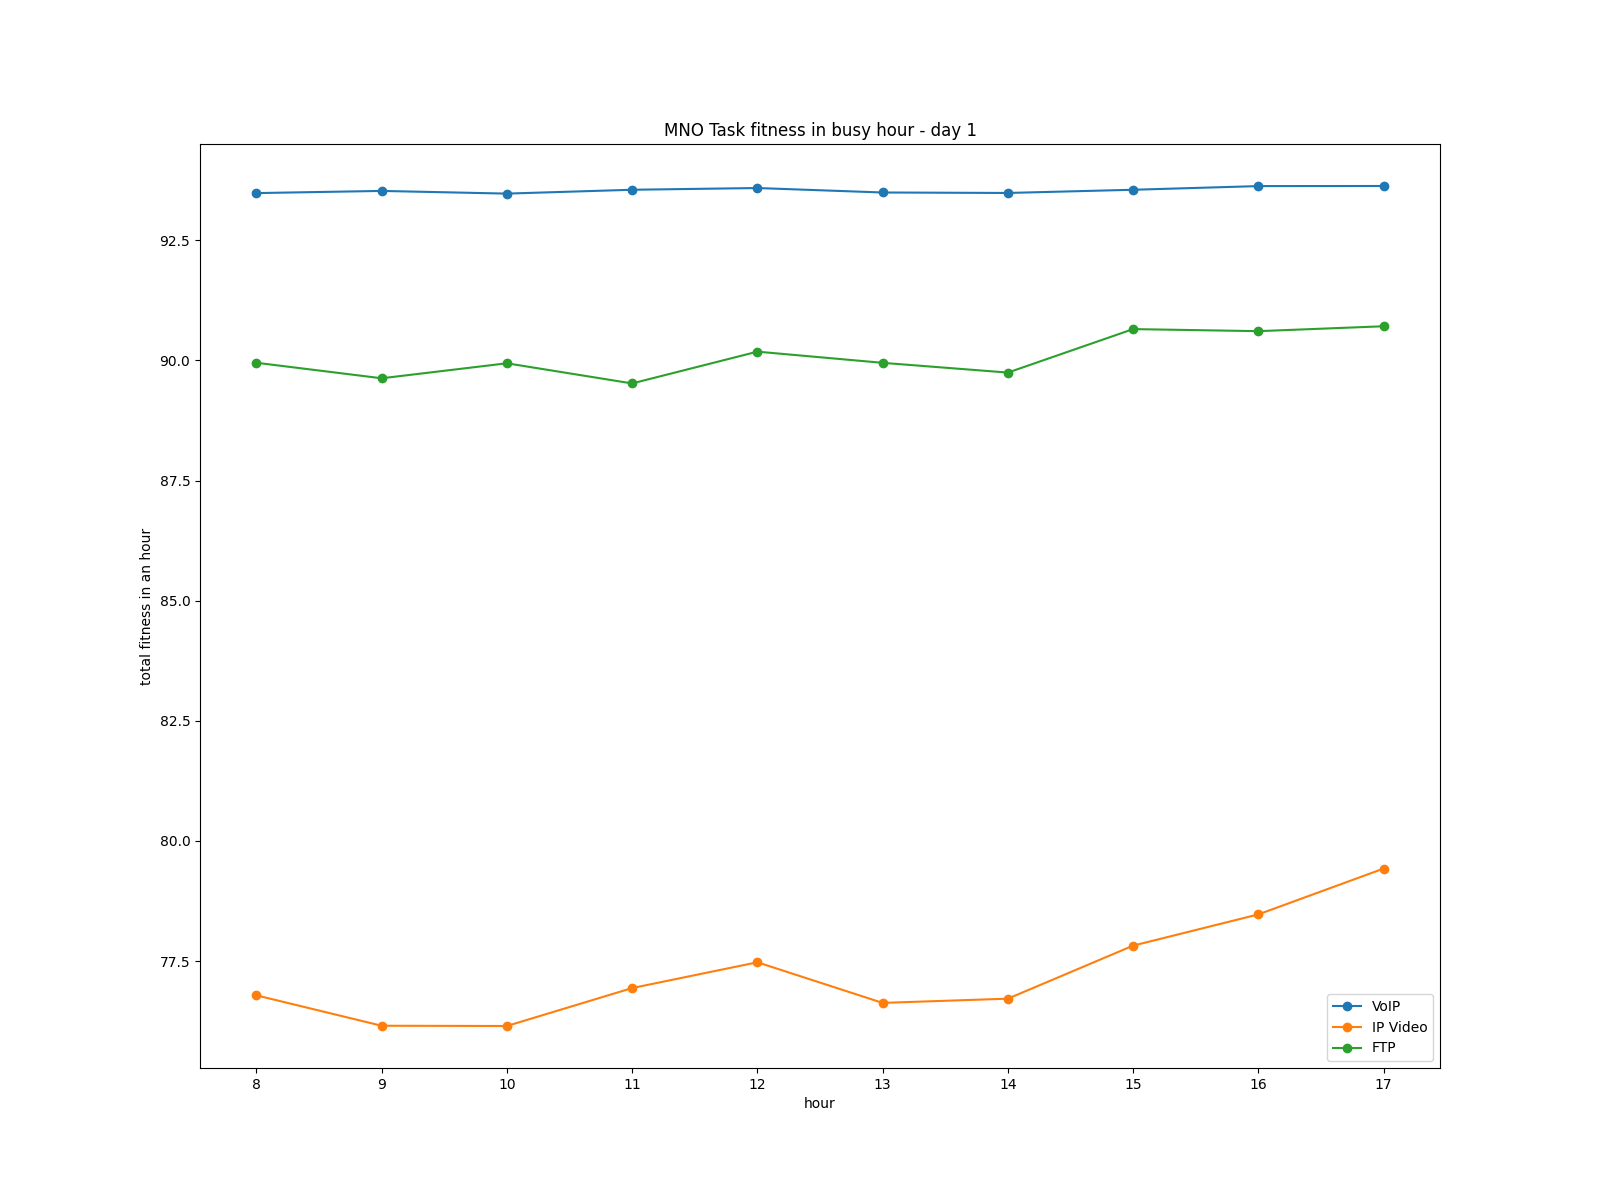 MNO Task fitness in busy hour - day 1
92.5
90.0
87.5
85.0
82.5
80.0
77.5
total fitness in an hour
8 9 10 11 12 13 14 15 16 17
hour
VoIP
IP Video
FTP